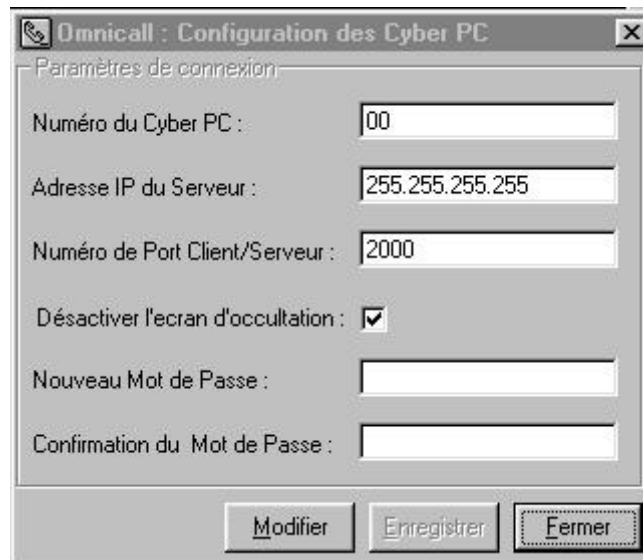 Omnicall : Configuration des Cyber PC
Paramètres de connexion
Numéro du Cyber PC : 00
Adresse IP du Serveur : 255.255.255.255
Numéro de Port Client/Serveur : 2000
Désactiver l'ecran d'occultation :
Nouveau Mot de Passe :
Confirmation du Mot de Passe :
Modifier Enregistrer Fermer